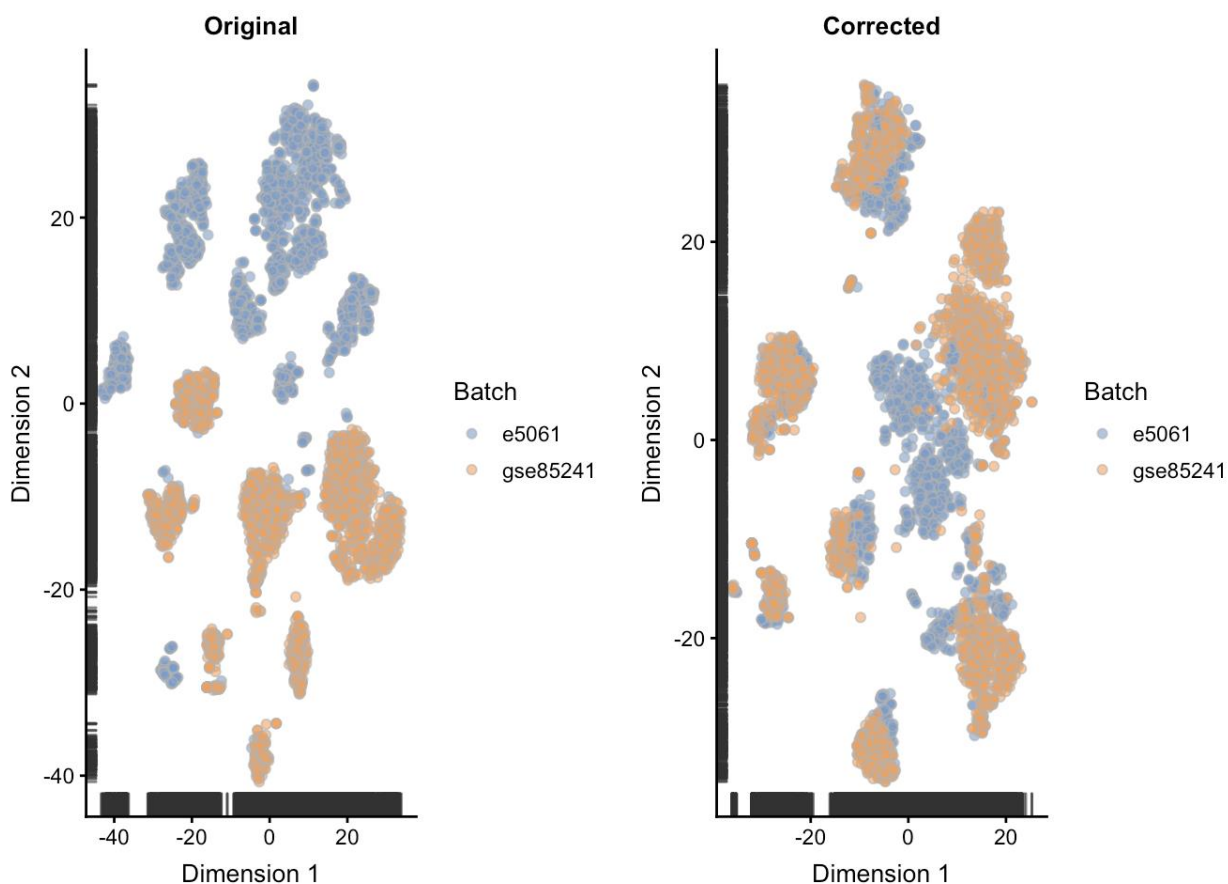 Original
Dimension 2
20
0
-20
-40
-40 -20 0 20
Dimension 1
Batch
e5061
gse85241
Corrected
Dimension 2
20
0
-20
-20 0 20
Dimension 1
Batch
e5061
gse85241